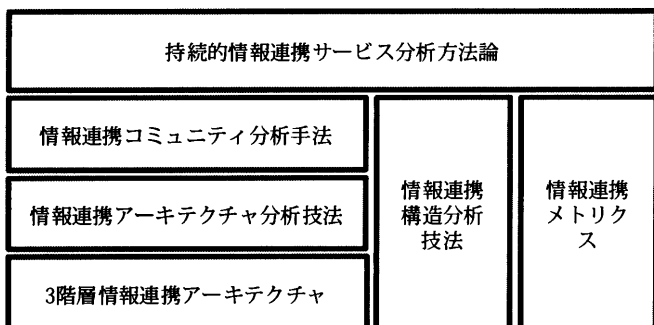 持続的情報連携サービス分析方法論
情報連携コミュニティ分析手法
情報連携アーキテクチャ分析技法
3階層情報連携アーキテクチャ
情報連携
構造分析
技法
情報連携
メトリク
ス